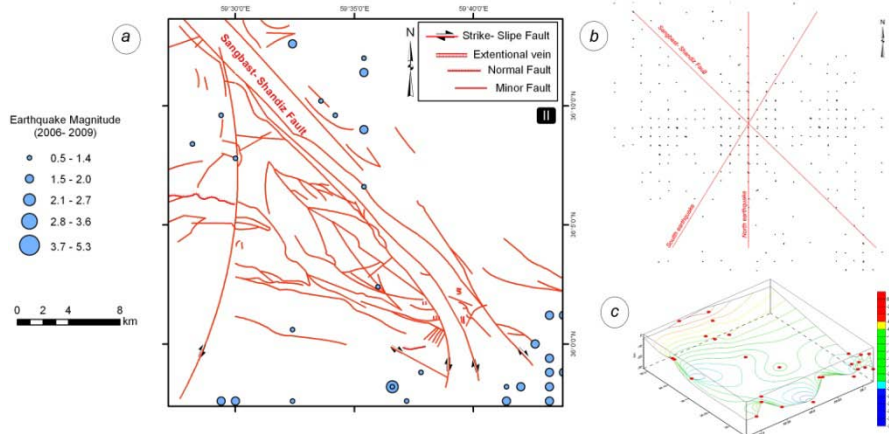 a
59°30'0"E
59°35'0"E
59°40'0"E
N
Strike- Slipe Fault
Extentional vein
Normal Fault
Minor Fault
II
Sangbast- Shandiz Fault
36°10'0"N
36°5'0"N
36°0'0"N
Earthquake Magnitude
(2006- 2009)
0.5 - 1.4
1.5 - 2.0
2.1 - 2.7
2.8 - 3.6
3.7 - 5.3
0 2 4 8
km
b
Sangbast- Shandiz Fault
South earthquake
North earthquake
c